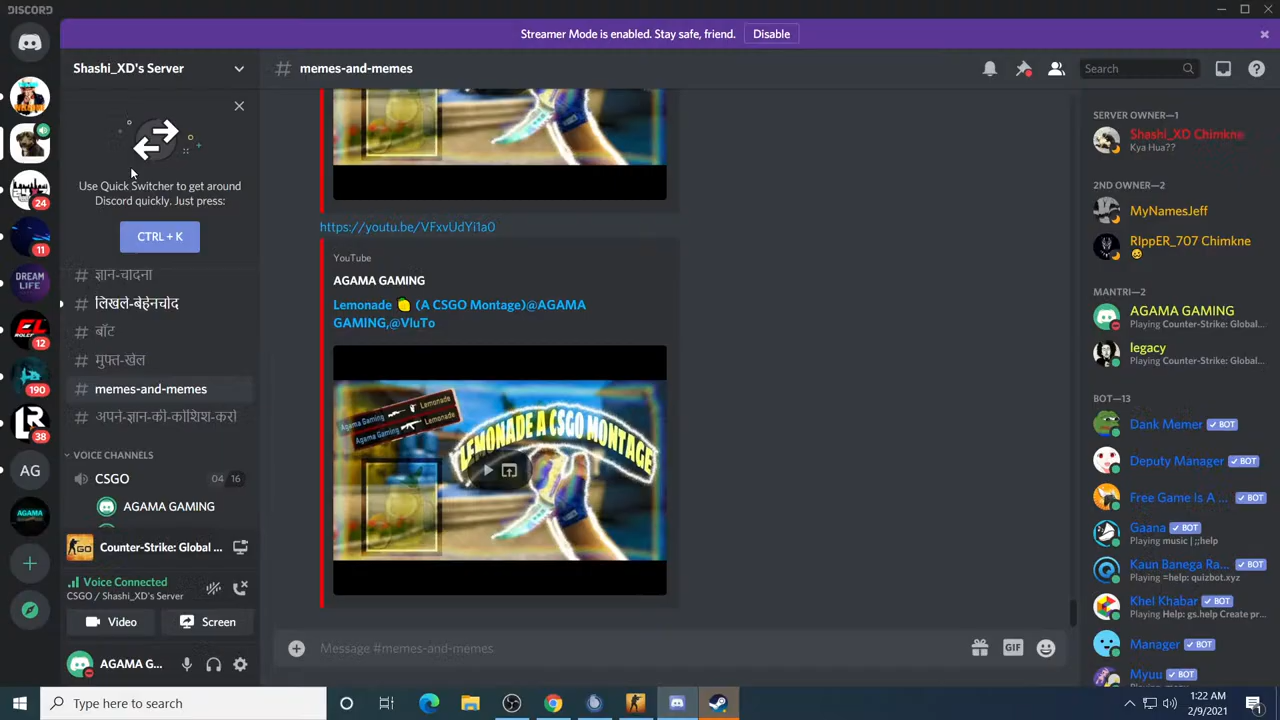 DISCORD
Streamer Mode is enabled. Stay safe, friend.
Disable
Shashi_XD's Server
# memes-and-memes
Search
Use Quick Switcher to get around
Discord quickly. Just press:
CTRL + K
# ज्ञान-चादना
# लिखले-बेहेनचोद
# बॉट
# मुफ्त-खेल
# memes-and-memes
# अपने-ज्ञान-की-कोशिश-करो
VOICE CHANNELS
CSGO
04 16
AGAMA GAMING
Counter-Strike: Global ...
Voice Connected
CSGO / Shashi_XD's Server
Video
Screen
AGAMA G...
24
11
DREAM
LIFE
EL
12
190
38
AG
AGAMA
https://youtu.be/VFxvUdYi1a0
YouTube
AGAMA GAMING
Lemonade 🍋 (A CSGO Montage)@AGAMA
GAMING,@VluTo
Agama Gaming Lemonade
Agama Gaming Lemonade
LEMONADE A CSGO MONTAGE
Message #memes-and-memes
GIF
SERVER OWNER—1
Shashi_XD Chimkne
Kya Hua??
2ND OWNER—2
MyNamesJeff
RIppER_707 Chimkne
MANTRI—2
AGAMA GAMING
Playing Counter-Strike: Global...
legacy
Playing Counter-Strike: Global...
BOT—13
Dank Memer ✓ BOT
Deputy Manager ✓ BOT
Free Game Is A ... ✓ BOT
Gaana ✓ BOT
Playing music | ;;help
Kaun Banega Ra... ✓ BOT
Playing =help: quizbot.xyz
Khel Khabar ✓ BOT
Playing Help: gs.help Create pr...
Manager ✓ BOT
Myuu ✓ BOT
Type here to search
1:22 AM
2/9/2021
1